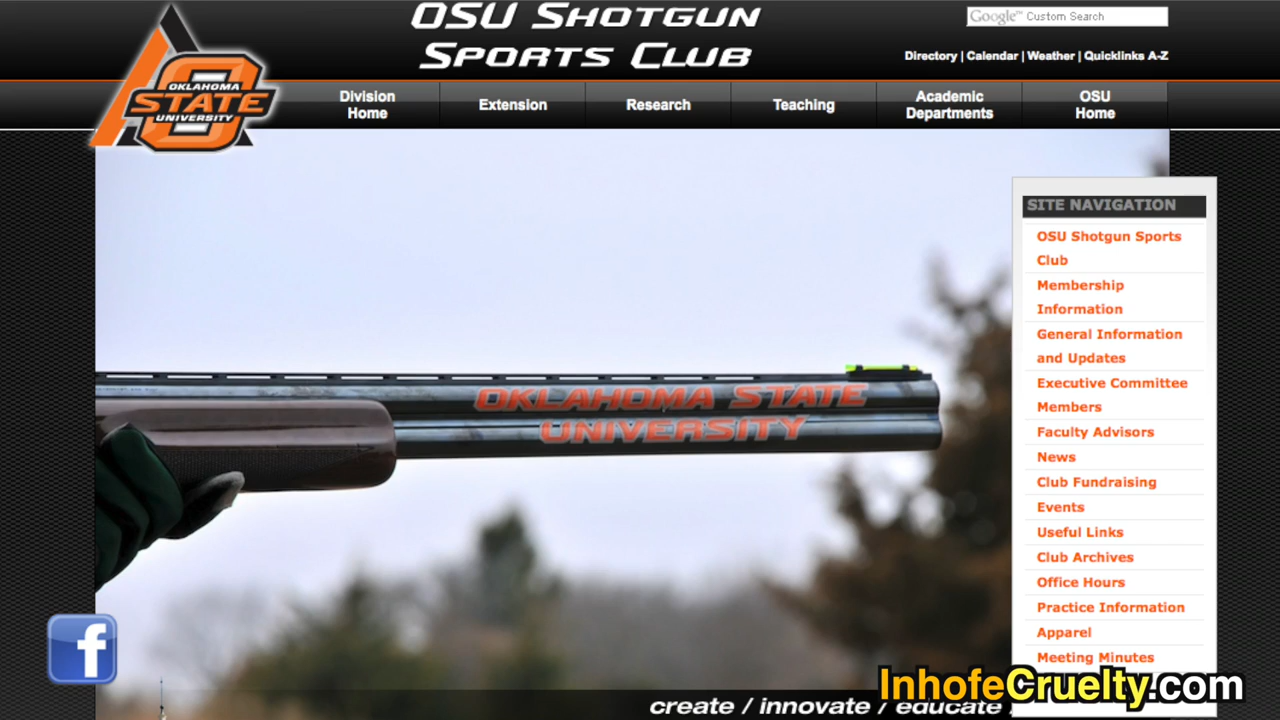 OSU SHOTGUN
SPORTS CLUB
Google™ Custom Search
Directory | Calendar | Weather | Quicklinks A-Z
OKLAHOMA
STATE
UNIVERSITY
Division
Home
Extension
Research
Teaching
Academic
Departments
OSU
Home
SITE NAVIGATION
OSU Shotgun Sports
Club
Membership
Information
General Information
and Updates
Executive Committee
Members
Faculty Advisors
News
Club Fundraising
Events
Useful Links
Club Archives
Office Hours
Practice Information
Apparel
Meeting Minutes
OKLAHOMA STATE
UNIVERSITY
f
create / innovate / educate /
InhofeCruelty.com